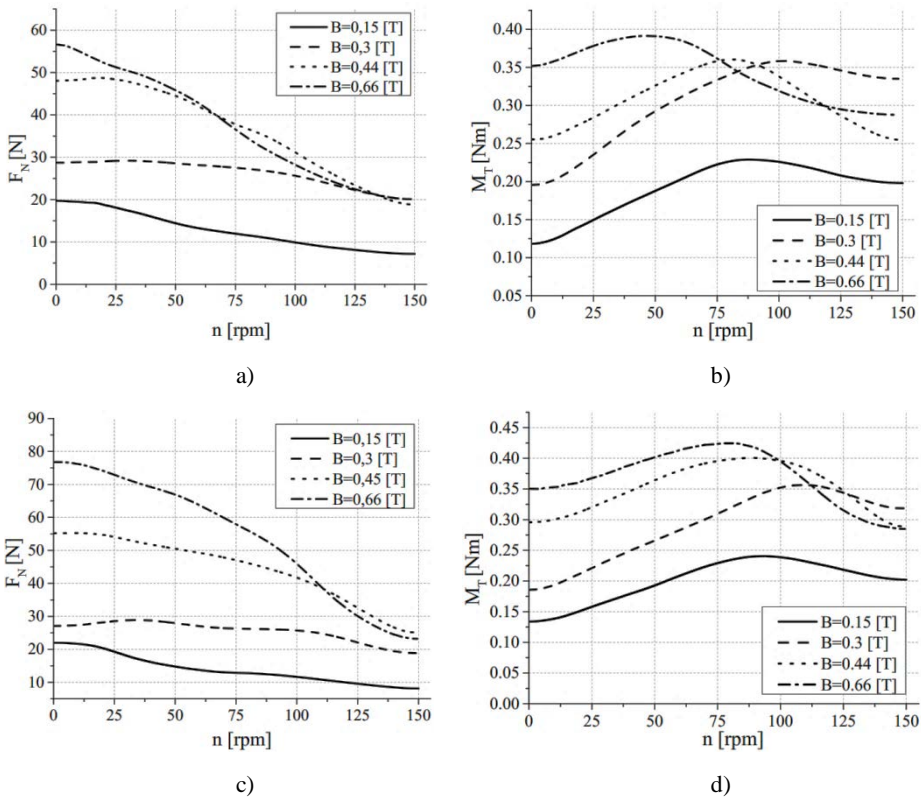 60
50
40
30
20
10
0
F_N [N]
B=0,15 [T]
B=0,3 [T]
B=0,44 [T]
B=0,66 [T]
0 25 50 75 100 125 150
n [rpm]
a)
0.40
0.35
0.30
0.25
0.20
0.15
0.10
0.05
M_T [Nm]
B=0.15 [T]
B=0.3 [T]
B=0.44 [T]
B=0.66 [T]
0 25 50 75 100 125 150
n [rpm]
b)
90
80
70
60
50
40
30
20
10
F_N [N]
B=0,15 [T]
B=0,3 [T]
B=0,45 [T]
B=0,66 [T]
0 25 50 75 100 125 150
n [rpm]
c)
0.45
0.40
0.35
0.30
0.25
0.20
0.15
0.10
0.05
0.00
M_T [Nm]
B=0.15 [T]
B=0.3 [T]
B=0.44 [T]
B=0.66 [T]
0 25 50 75 100 125 150
n [rpm]
d)